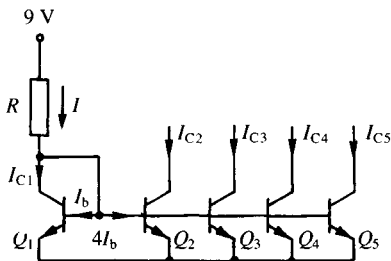 9 V
R I
I_C2 I_C3 I_C4 I_C5
I_C1 I_b
Q_1 4I_b Q_2 Q_3 Q_4 Q_5